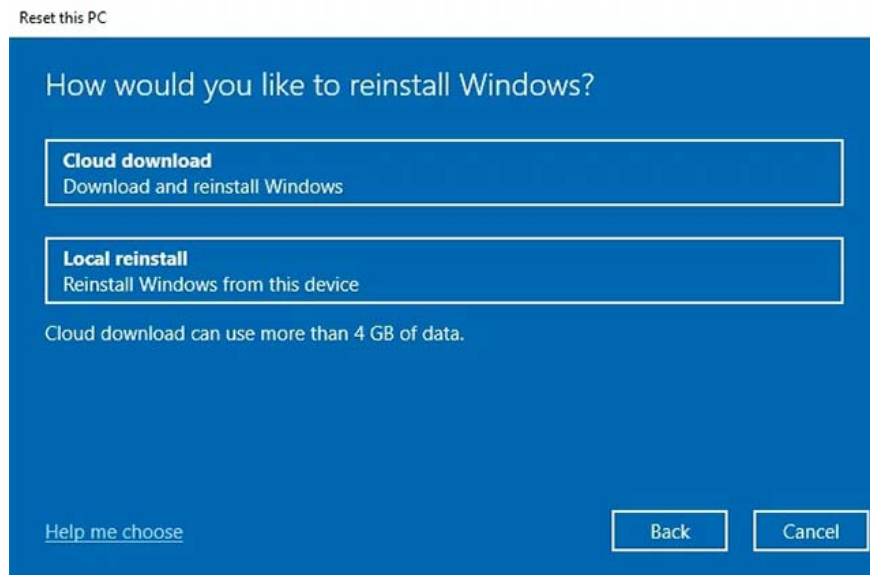 Reset this PC
How would you like to reinstall Windows?
Cloud download
Download and reinstall Windows
Local reinstall
Reinstall Windows from this device
Cloud download can use more than 4 GB of data.
Help me choose
Back
Cancel